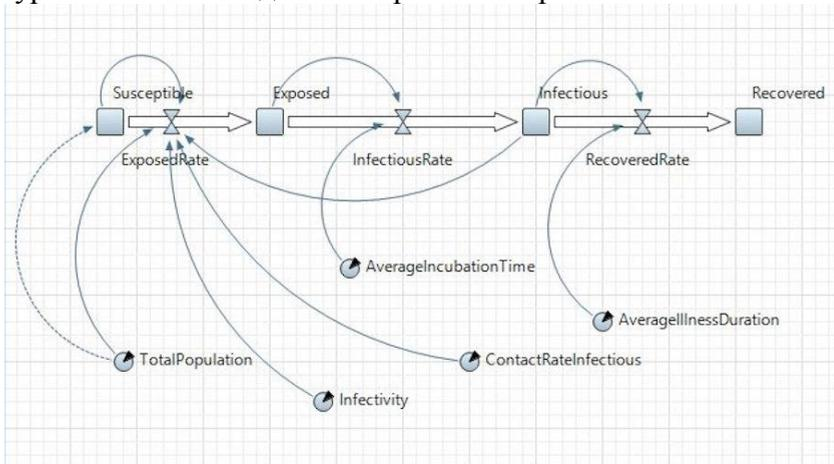 Susceptible
Exposed
Infectious
Recovered
ExposedRate
InfectiousRate
RecoveredRate
AverageIncubationTime
AverageIllnessDuration
TotalPopulation
ContactRateInfectious
Infectivity